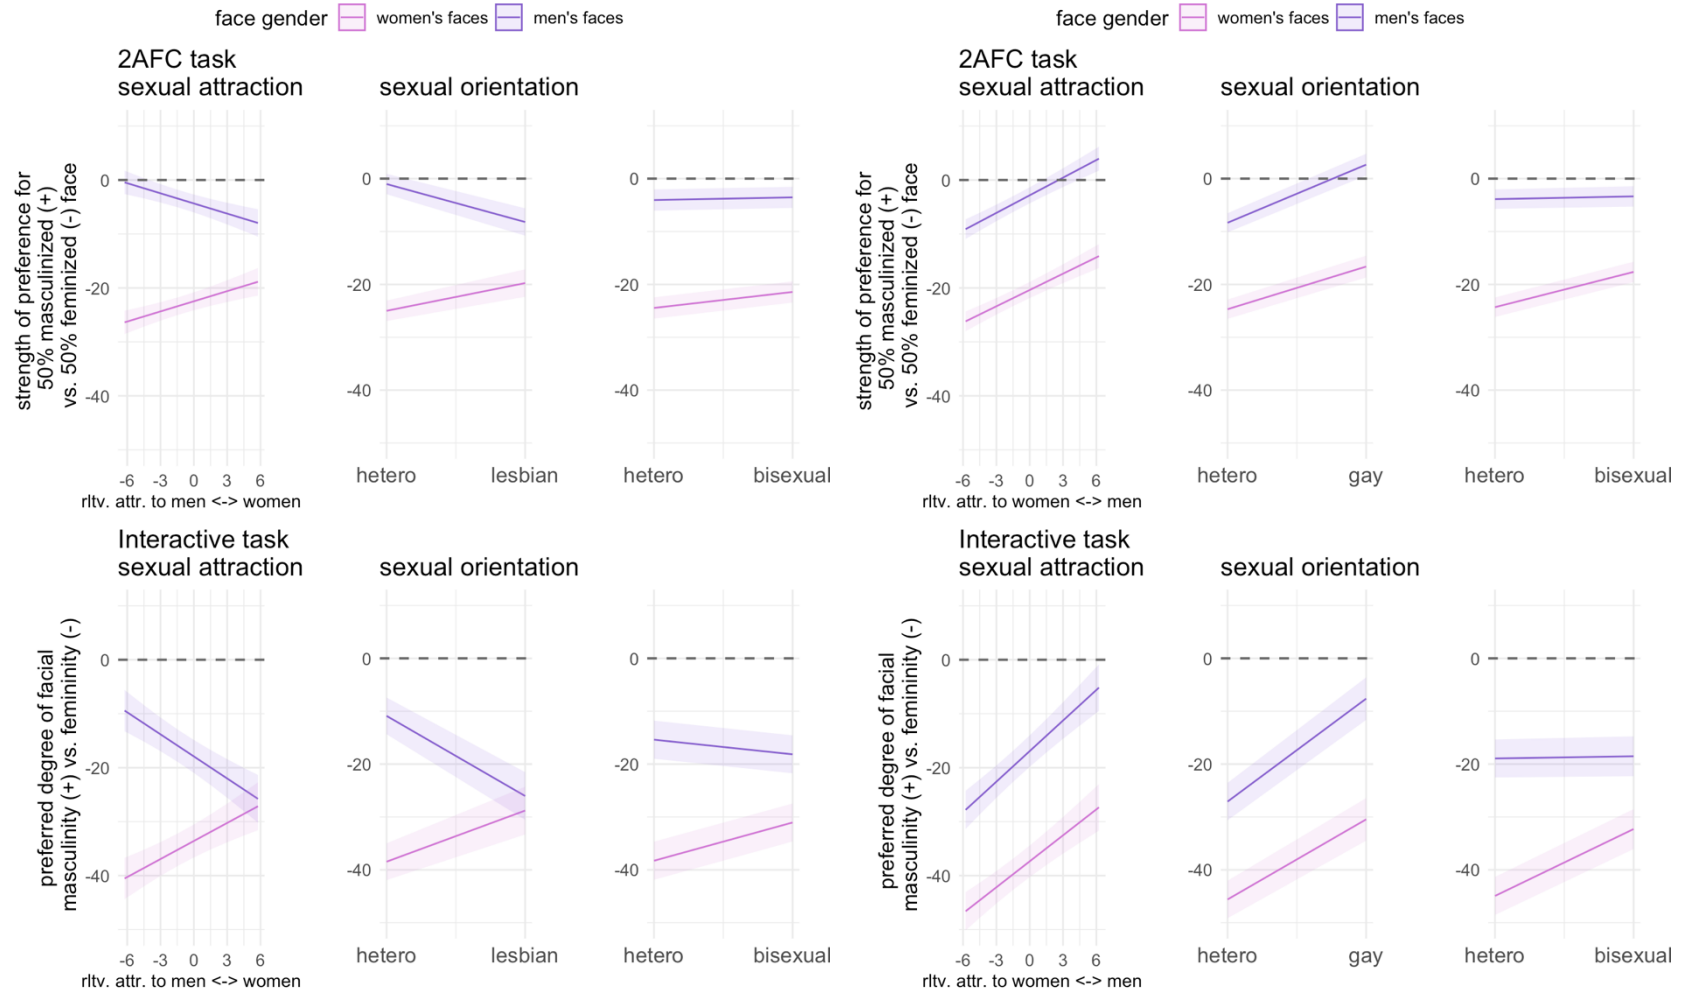 face gender women's faces men's faces
2AFC task
sexual attraction
sexual orientation
strength of preference for
50% masculinized (+)
vs. 50% feminized (-) face
0
-20
-40
-6 -3 0 3 6
rltv. attr. to men <-> women
0
-20
-40
hetero lesbian
0
-20
-40
hetero bisexual
Interactive task
sexual attraction
sexual orientation
preferred degree of facial
masculinity (+) vs. femininity (-)
0
-20
-40
-6 -3 0 3 6
rltv. attr. to men <-> women
0
-20
-40
hetero lesbian
0
-20
-40
hetero bisexual
face gender women's faces men's faces
2AFC task
sexual attraction
sexual orientation
strength of preference for
50% masculinized (+)
vs. 50% feminized (-) face
0
-20
-40
-6 -3 0 3 6
rltv. attr. to women <-> men
0
-20
-40
hetero gay
0
-20
-40
hetero bisexual
Interactive task
sexual attraction
sexual orientation
preferred degree of facial
masculinity (+) vs. femininity (-)
0
-20
-40
-6 -3 0 3 6
rltv. attr. to women <-> men
0
-20
-40
hetero gay
0
-20
-40
hetero bisexual